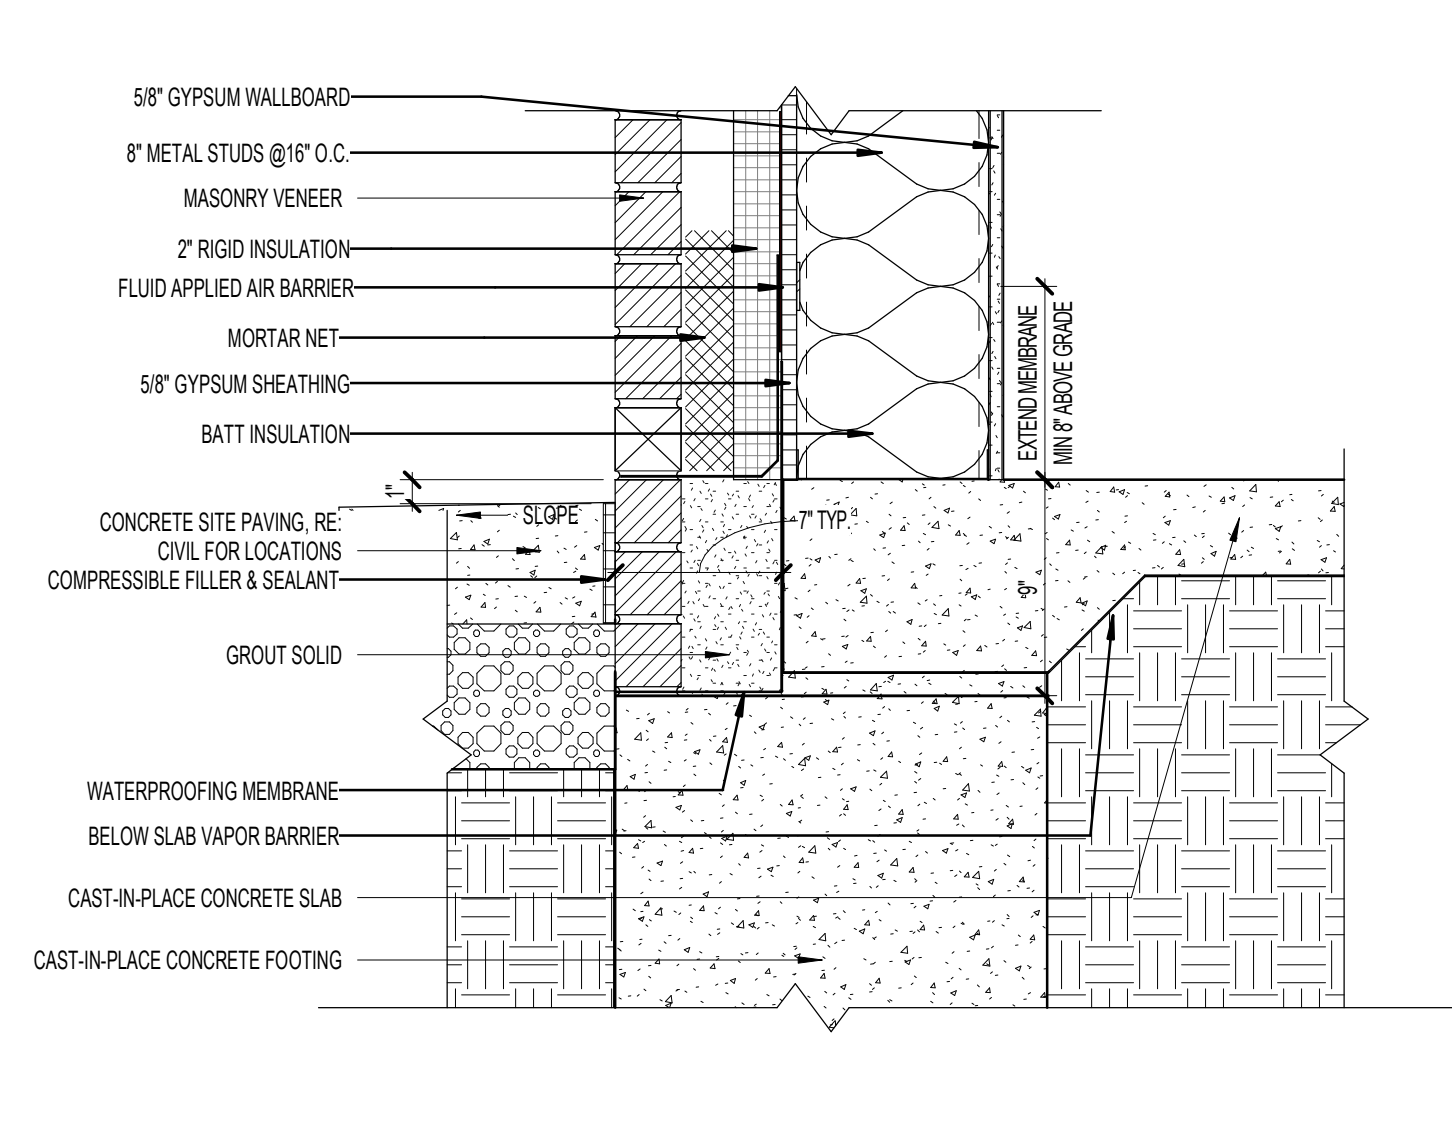 5/8" GYPSUM WALLBOARD
8" METAL STUDS @16" O.C.
MASONRY VENEER
2" RIGID INSULATION
FLUID APPLIED AIR BARRIER
MORTAR NET
5/8" GYPSUM SHEATHING
BATT INSULATION
EXTEND MEMBRANE
MIN 8" ABOVE GRADE
1"
SLOPE
7" TYP.
CONCRETE SITE PAVING, RE:
CIVIL FOR LOCATIONS
COMPRESSIBLE FILLER & SEALANT
9"
GROUT SOLID
WATERPROOFING MEMBRANE
BELOW SLAB VAPOR BARRIER
CAST-IN-PLACE CONCRETE SLAB
CAST-IN-PLACE CONCRETE FOOTING